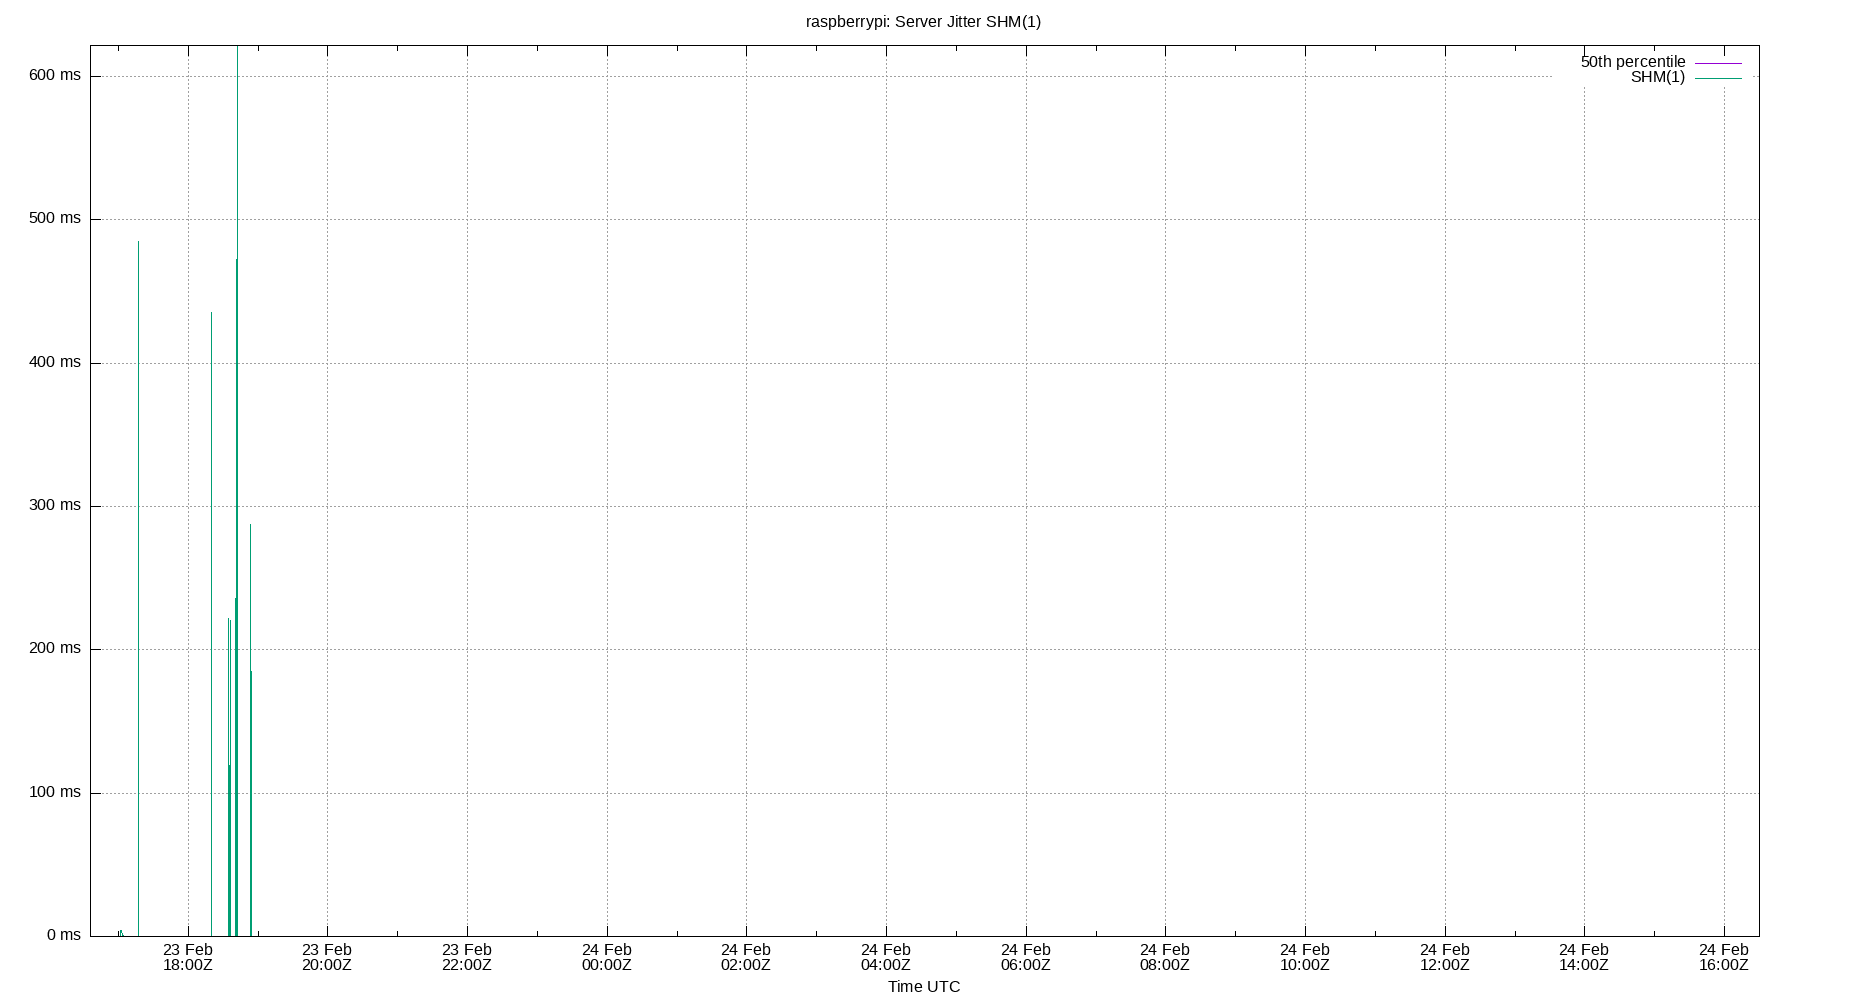 raspberrypi: Server Jitter SHM(1)
50th percentile
SHM(1)
600 ms
500 ms
400 ms
300 ms
200 ms
100 ms
0 ms
23 Feb 23 Feb 23 Feb 24 Feb 24 Feb 24 Feb 24 Feb 24 Feb 24 Feb 24 Feb 24 Feb 24 Feb
18:00Z 20:00Z 22:00Z 00:00Z 02:00Z 04:00Z 06:00Z 08:00Z 10:00Z 12:00Z 14:00Z 16:00Z
Time UTC